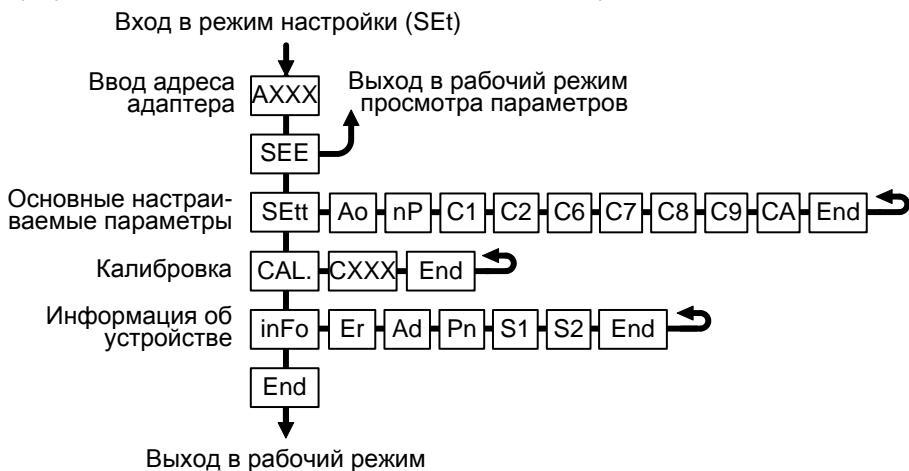 Вход в режим настройки (SEt)
Ввод адреса
адаптера
AXXX
Выход в рабочий режим
просмотра параметров
SEE
Основные настраи-
ваемые параметры
SEtt Ao nP C1 C2 C6 C7 C8 C9 CA End
Калибровка
CAL. CXXX End
Информация об
устройстве
inFo Er Ad Pn S1 S2 End
End
Выход в рабочий режим